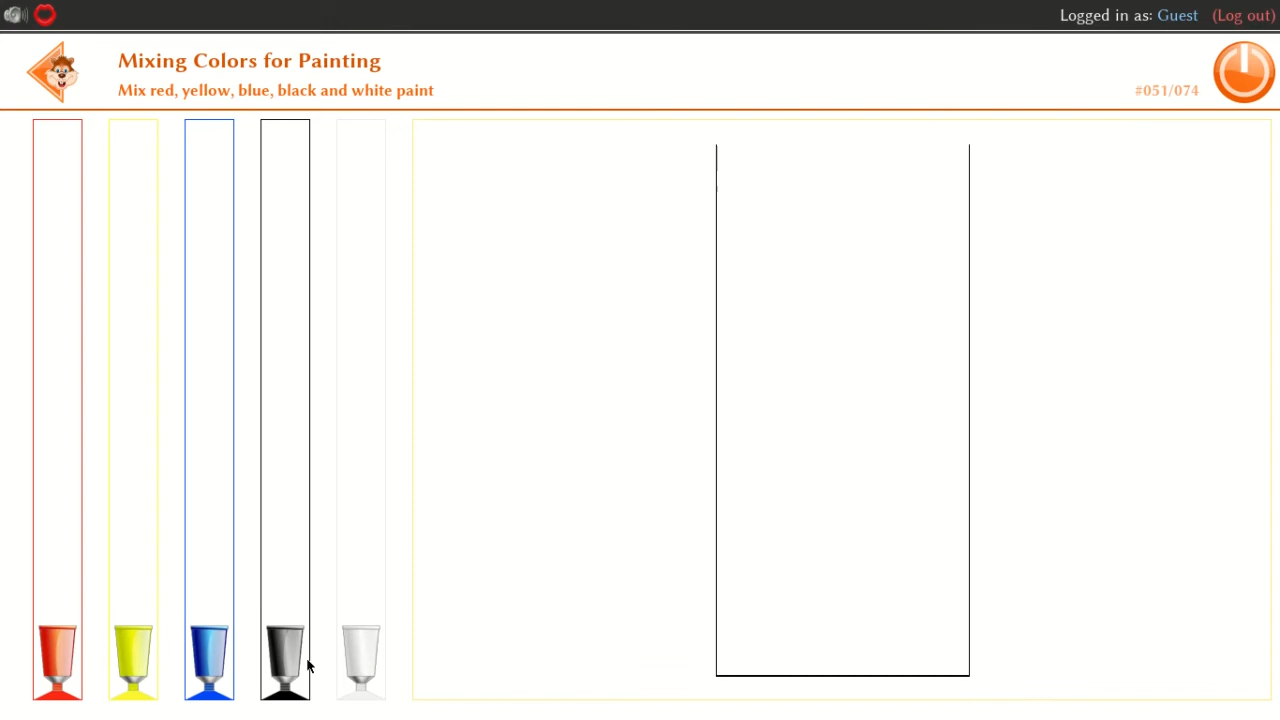 Logged in as: Guest (Log out)
Mixing Colors for Painting
Mix red, yellow, blue, black and white paint
#051/074